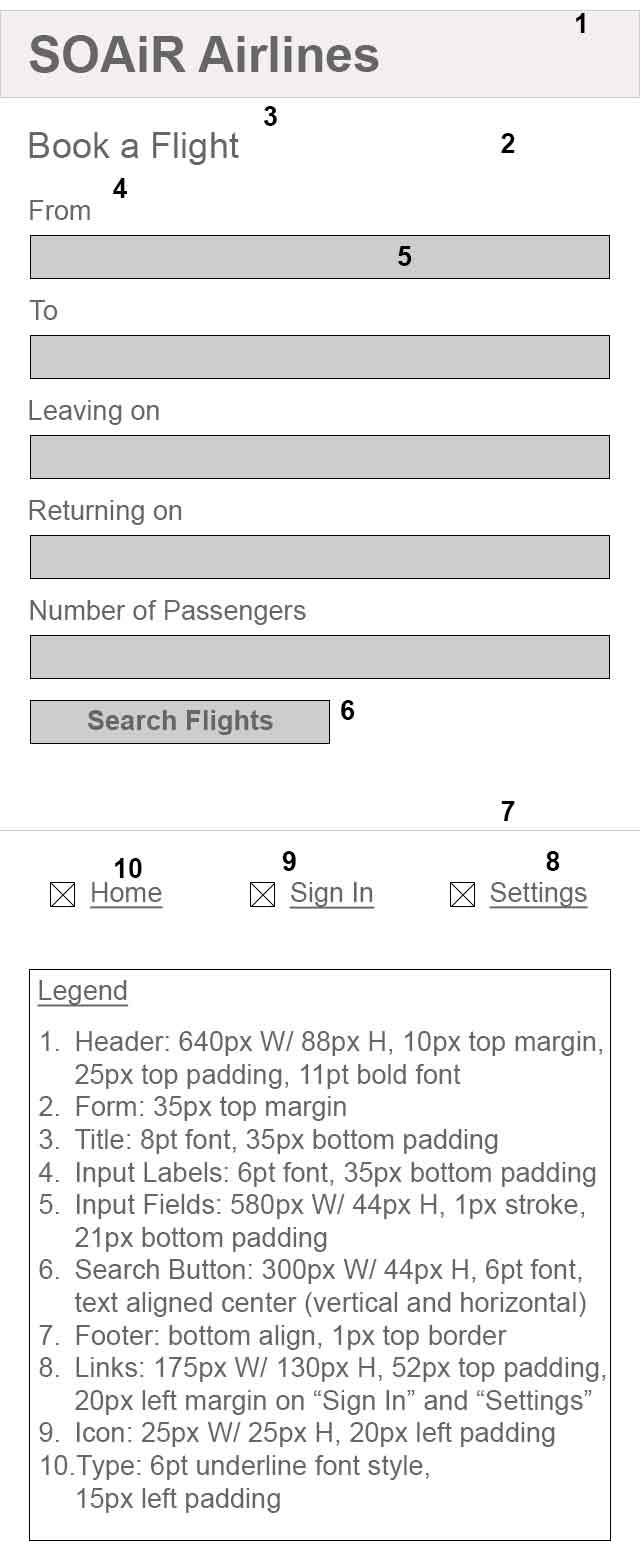 1
SOAiR Airlines
3
Book a Flight
2
4
From
5
To
Leaving on
Returning on
Number of Passengers
Search Flights
6
7
10 9 8
Home Sign In Settings
Legend
1. Header: 640px W/ 88px H, 10px top margin,
25px top padding, 11pt bold font
2. Form: 35px top margin
3. Title: 8pt font, 35px bottom padding
4. Input Labels: 6pt font, 35px bottom padding
5. Input Fields: 580px W/ 44px H, 1px stroke,
21px bottom padding
6. Search Button: 300px W/ 44px H, 6pt font,
text aligned center (vertical and horizontal)
7. Footer: bottom align, 1px top border
8. Links: 175px W/ 130px H, 52px top padding,
20px left margin on “Sign In” and “Settings”
9. Icon: 25px W/ 25px H, 20px left padding
10.Type: 6pt underline font style,
15px left padding